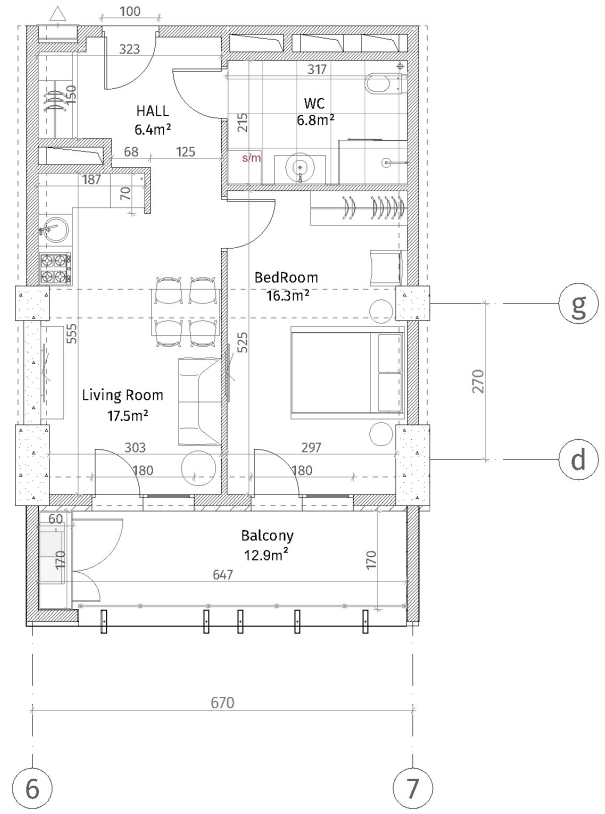 100
323
317
150
HALL
6.4m²
WC
6.8m²
215
s/m
68
125
187
70
BedRoom
16.3m²
g
555
525
270
Living Room
17.5m²
303
297
d
180
180
60
Balcony
12.9m²
170
170
647
670
6
7